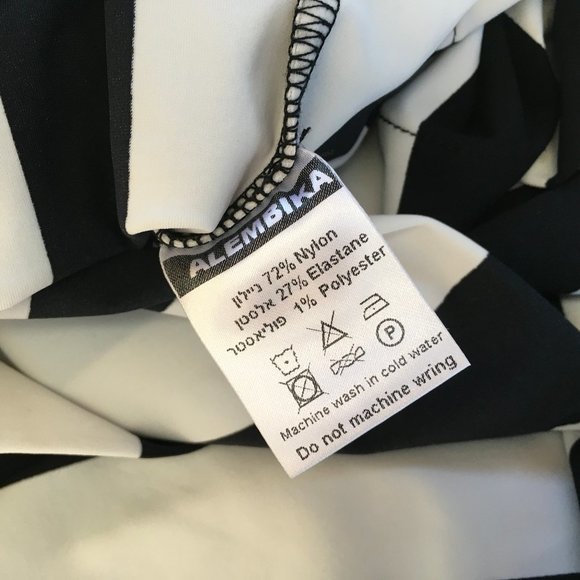 ALEMBIKA
ניילון 72% Nylon
אלסטן 27% Elastane
פוליאסטר 1% Polyester
P
Machine wash in cold water
Do not machine wring